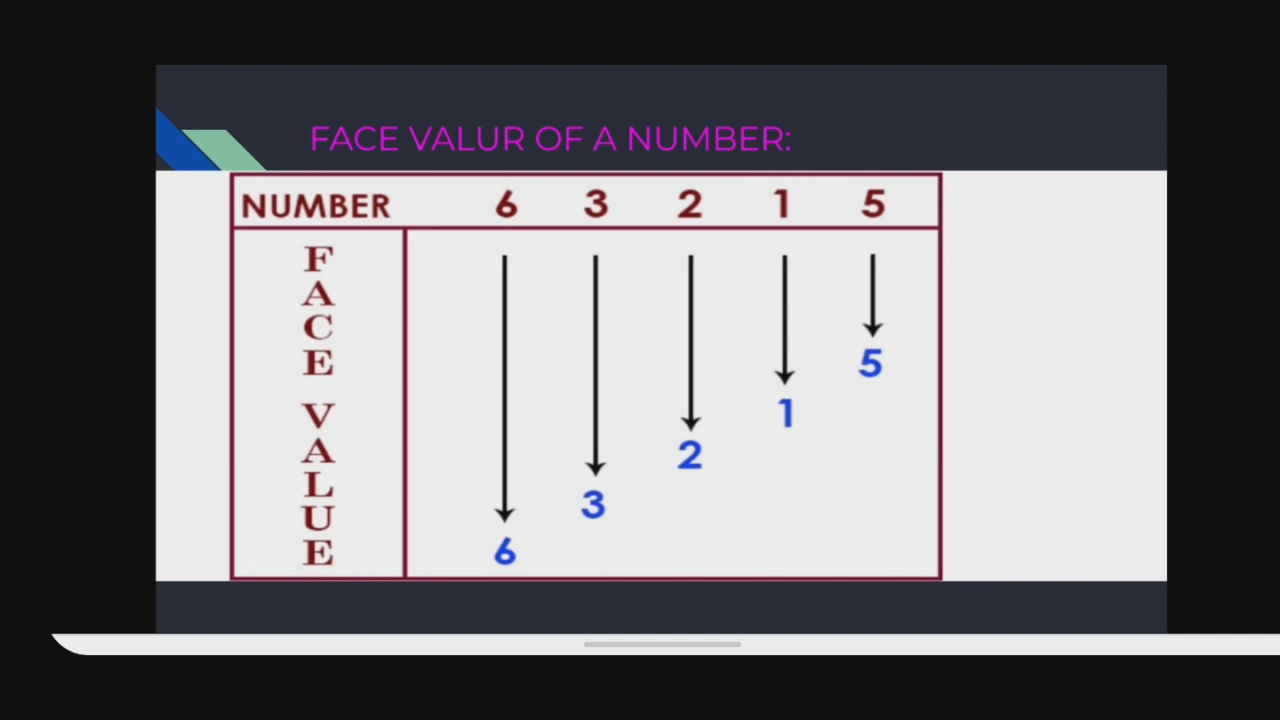 FACE VALUR OF A NUMBER:
NUMBER 6 3 2 1 5
F
A
C
E
V
A
L
U
E
5
1
2
3
6